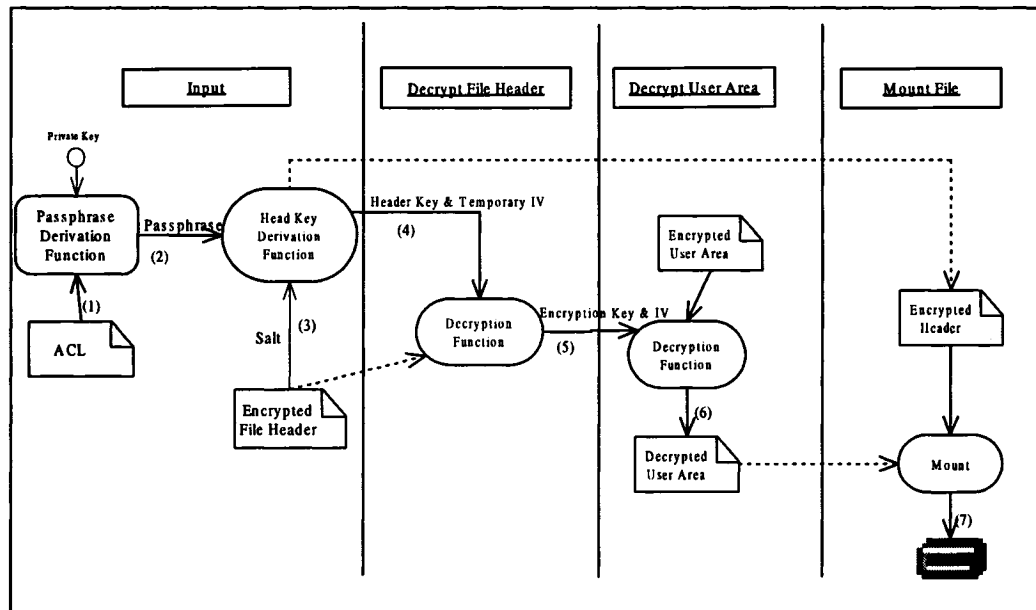 Input
Decrypt File Header
Decrypt User Area
Mount File
Private Key
Passphrase
Derivation
Function
Passphrase
(2)
Head Key
Derivation
Function
Header Key & Temporary IV
(4)
Encrypted
User Area
(1)
ACL
Salt
(3)
Encrypted
File Header
Decryption
Function
Encryption Key & IV
(5)
Decryption
Function
Encrypted
Header
(6)
Decrypted
User Area
Mount
(7)